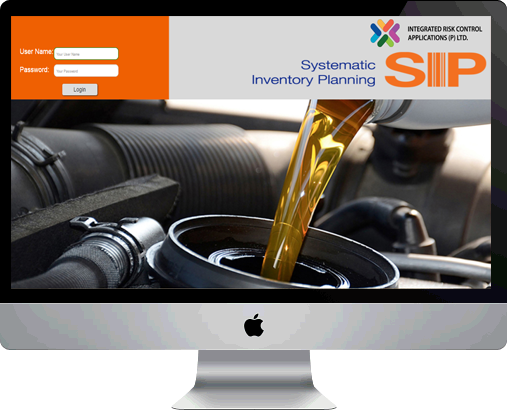 User Name:
Your User Name
Password:
Your Password
Login
INTEGRATED RISK CONTROL
APPLICATIONS (P) LTD.
Systematic
Inventory Planning
SIP